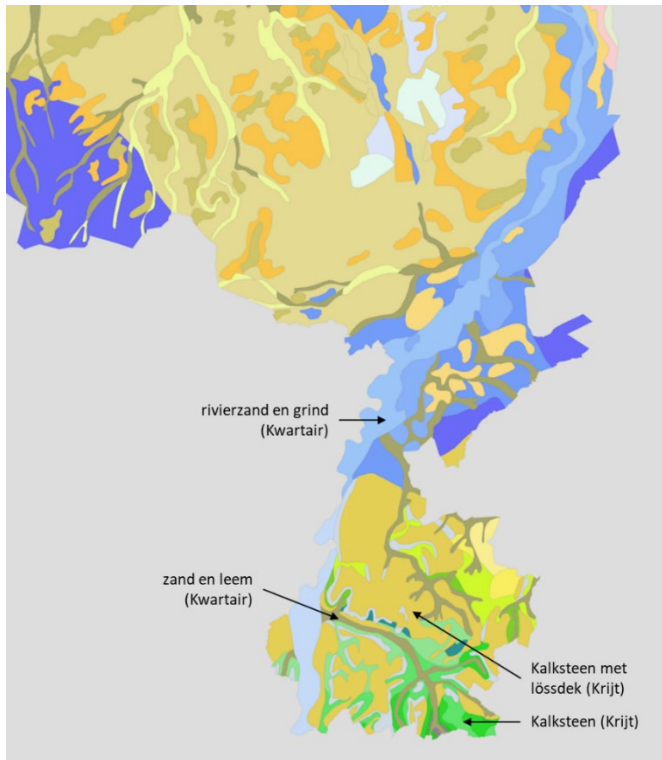 rivierzand en grind
(Kwartair)
zand en leem
(Kwartair)
Kalksteen met
lössdek (Krijt)
Kalksteen (Krijt)